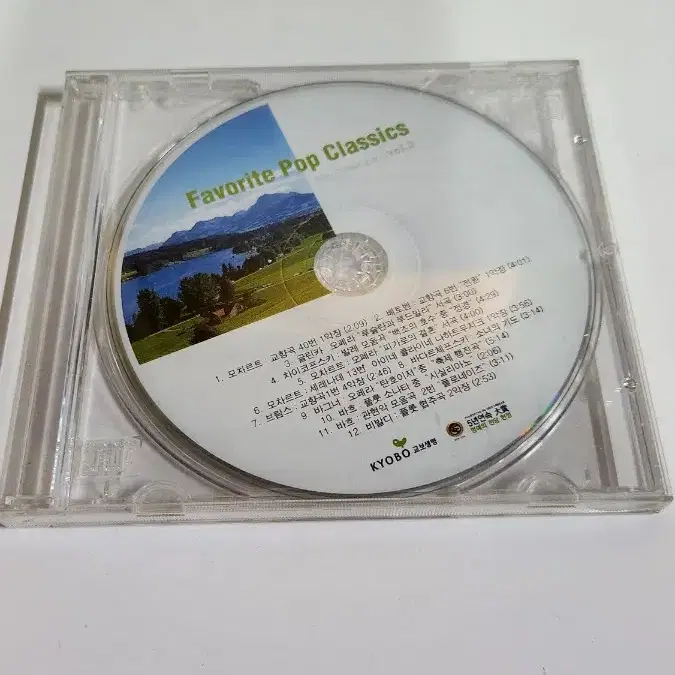 Favorite Pop Classics
vol.3
1. 모차르트 : 교향곡 40번 1악장 (2:09) 2. 베토벤 : 교향곡 6번 "전원" 1악장 (4:01)
3. 글린카 : 오페라 "루슬란과 루드밀라" 서곡 (3:00)
4. 차이코프스키 : 발레 모음곡 "백조의 호수" 중 "정경" (4:29)
5. 모차르트 : 오페라 "피가로의 결혼" 서곡 (4:00)
6. 모차르트 : 세레나데 13번 아이네 클라이네 나하트무지크 1악장 (3:56)
7. 브람스 : 교향곡1번 4악장 (2:46) 8. 바다르체프스카 : 소녀의 기도 (3:14)
9. 바그너 : 오페라 "탄호이저"중 "축제 행진곡" (3:14)
10. 바흐 : 플룻 소나타 중 "시실리아노" (2:06)
11. 바흐 : 관현악 모음곡 2번 "폴로네이즈" (3:11)
12. 비발디 : 플룻 협주곡 2악장 (2:53)
KYOBO 교보생명
5년연속 大賞